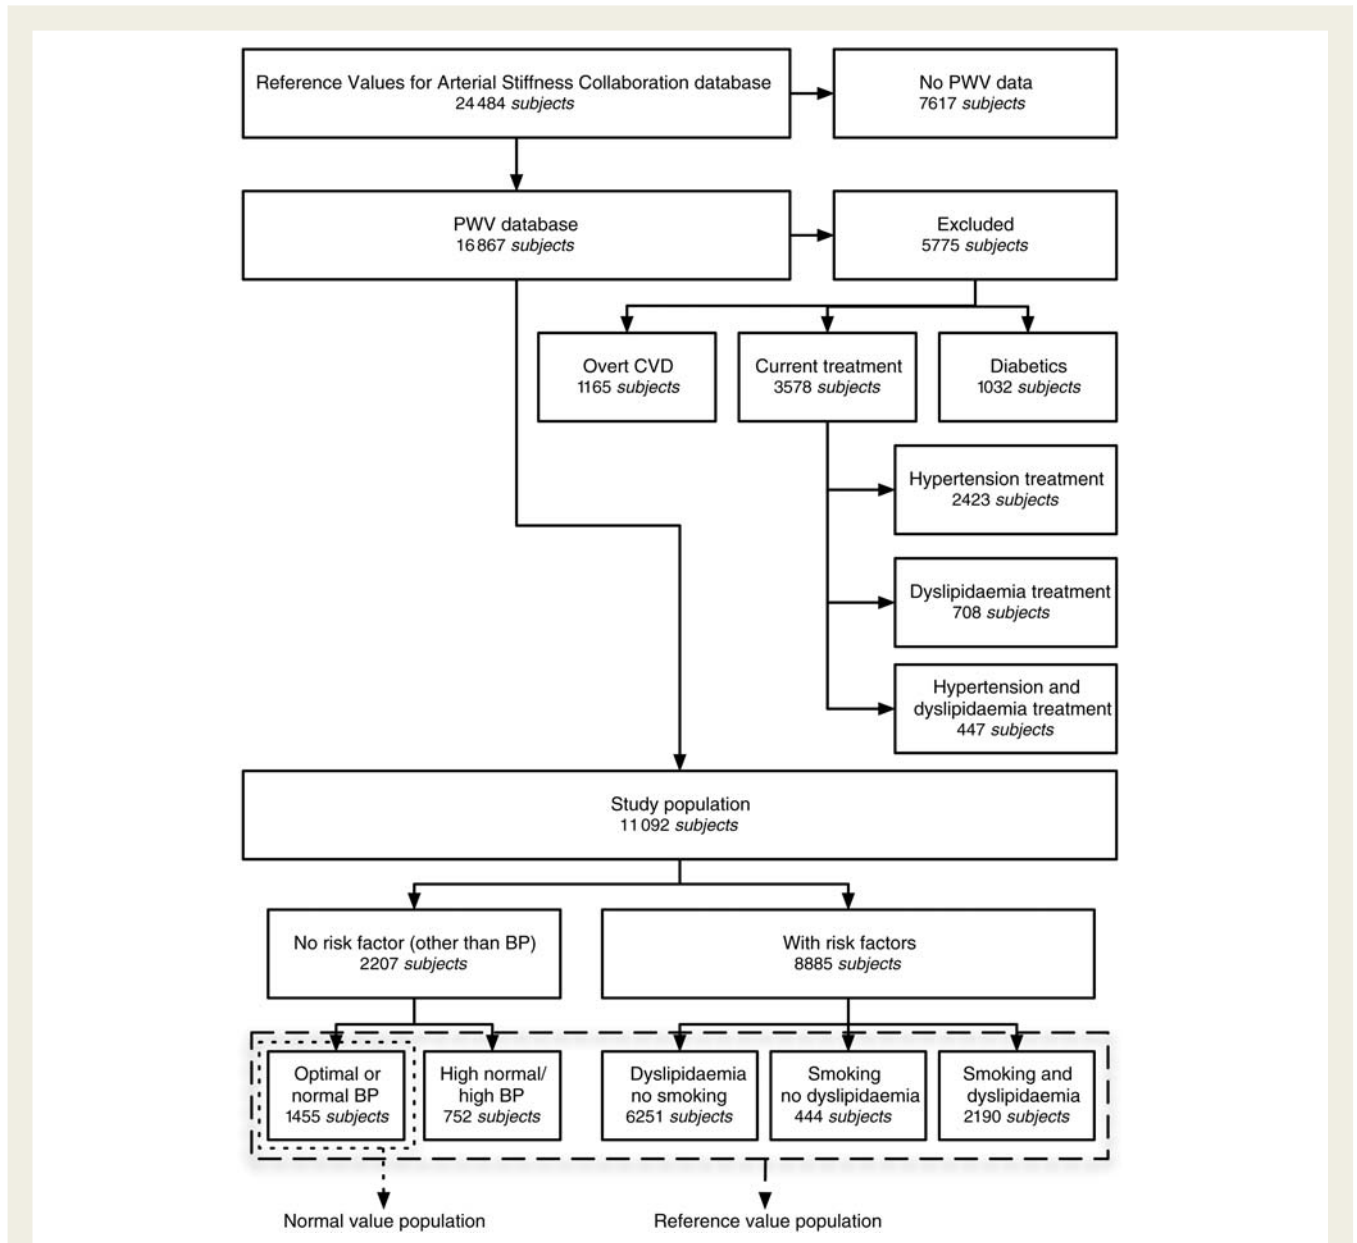 Reference Values for Arterial Stiffness Collaboration database
24 484 subjects
No PWV data
7617 subjects
PWV database
16 867 subjects
Excluded
5775 subjects
Overt CVD
1165 subjects
Current treatment
3578 subjects
Diabetics
1032 subjects
Hypertension treatment
2423 subjects
Dyslipidaemia treatment
708 subjects
Hypertension and
dyslipidaemia treatment
447 subjects
Study population
11 092 subjects
No risk factor (other than BP)
2207 subjects
With risk factors
8885 subjects
Optimal or
normal BP
1455 subjects
High normal/
high BP
752 subjects
Dyslipidaemia
no smoking
6251 subjects
Smoking
no dyslipidaemia
444 subjects
Smoking and
dyslipidaemia
2190 subjects
Normal value population
Reference value population